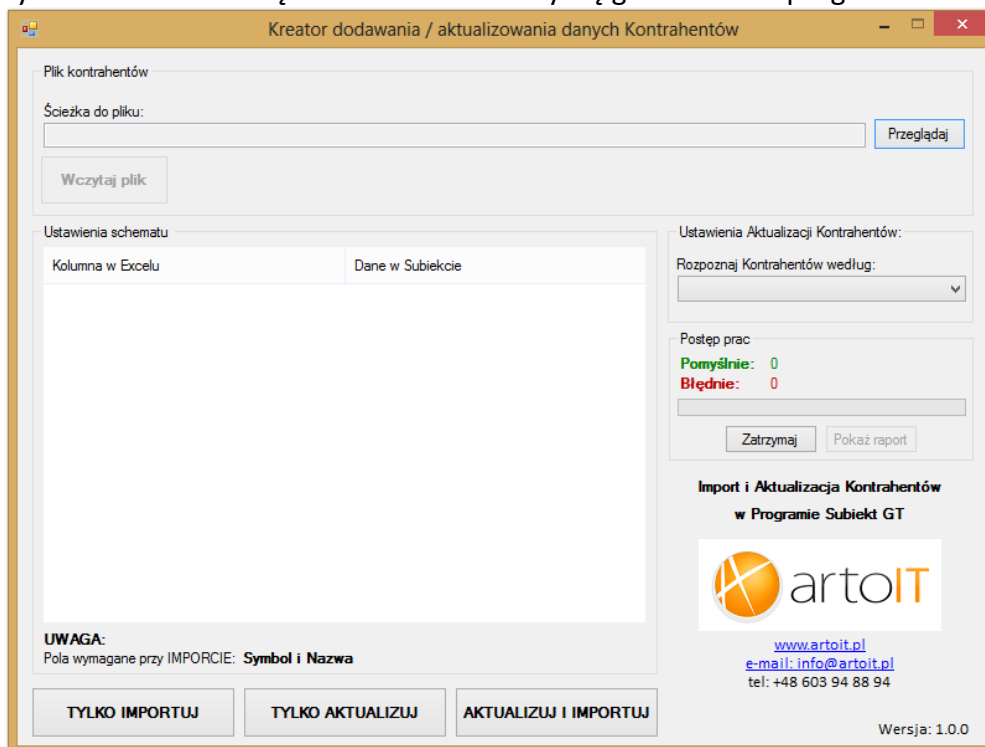 Kreator dodawania / aktualizowania danych Kontrahentów
Plik kontrahentów
Ścieżka do pliku:
Przeglądaj
Wczytaj plik
Ustawienia schematu
Kolumna w Excelu Dane w Subiekcie
Ustawienia Aktualizacji Kontrahentów:
Rozpoznaj Kontrahentów według:
Postęp prac
Pomyślnie: 0
Błędnie: 0
Zatrzymaj Pokaż raport
Import i Aktualizacja Kontrahentów
w Programie Subiekt GT
artoIT
www.artoit.pl
e-mail: info@artoit.pl
tel: +48 603 94 88 94
UWAGA:
Pola wymagane przy IMPORCIE: Symbol i Nazwa
TYLKO IMPORTUJ TYLKO AKTUALIZUJ AKTUALIZUJ I IMPORTUJ
Wersja: 1.0.0